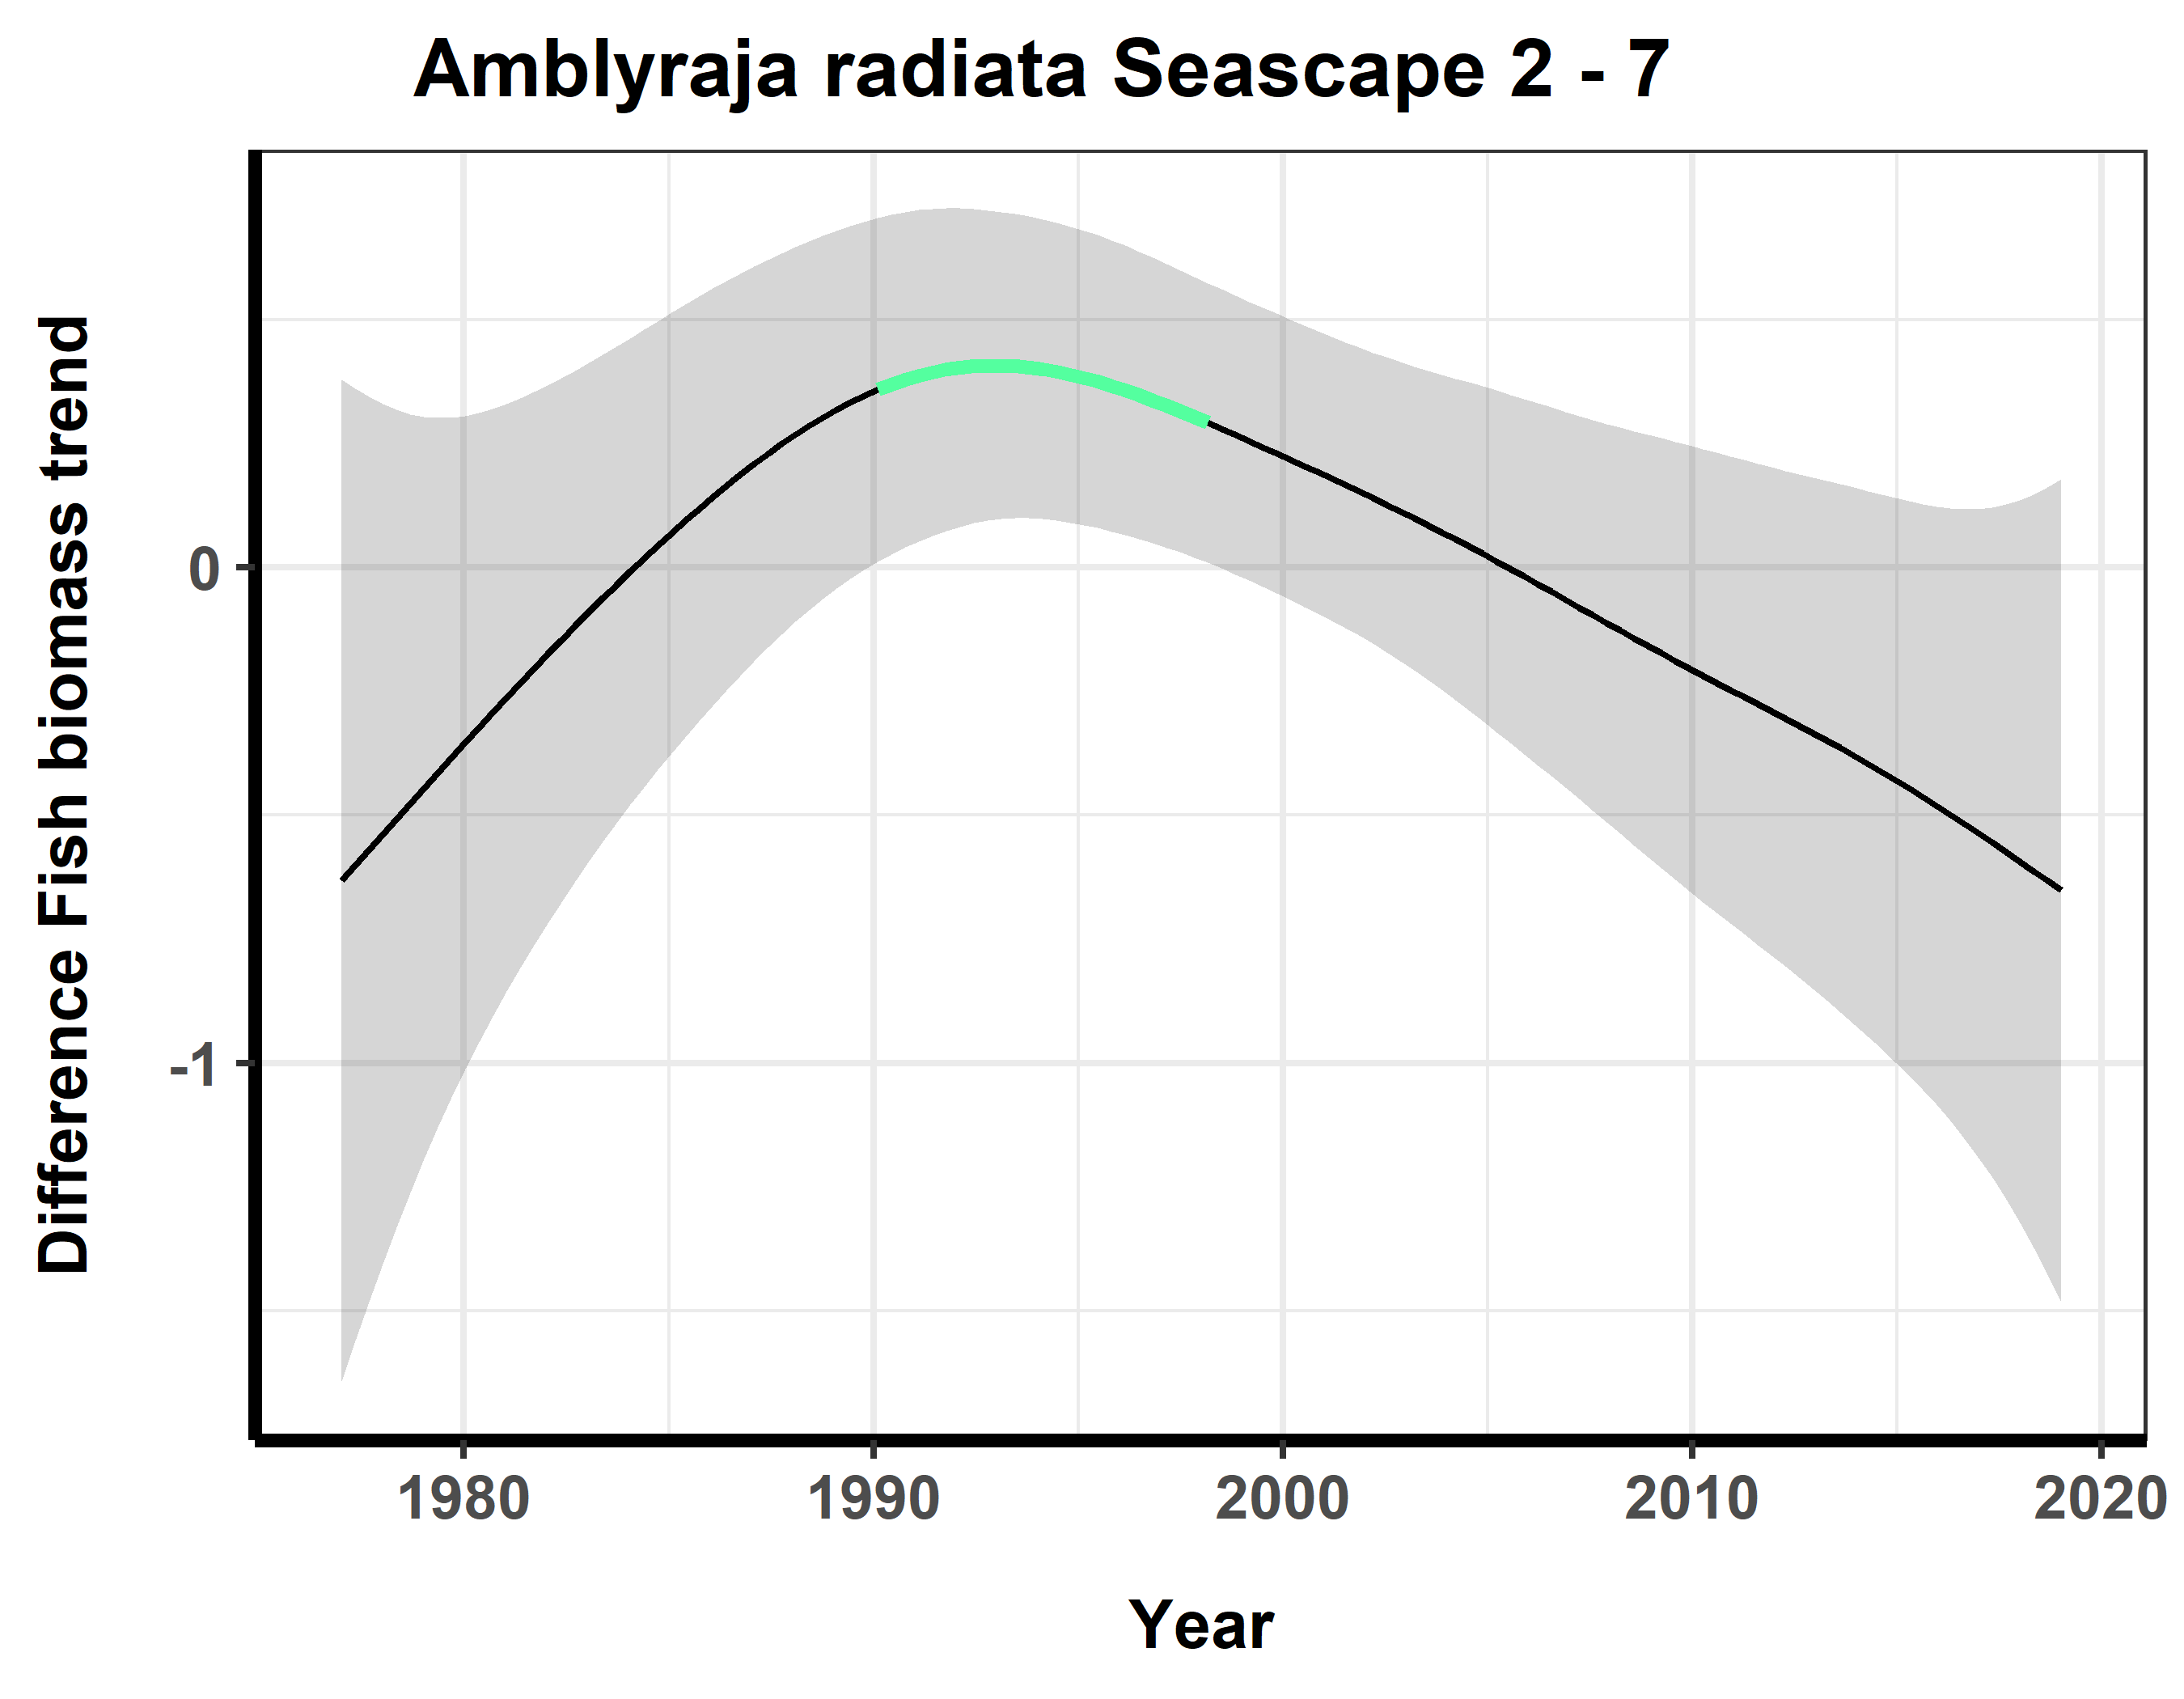 Amblyraja radiata Seascape 2 - 7
Difference Fish biomass trend
0
-1
1980
1990
2000
2010
2020
Year